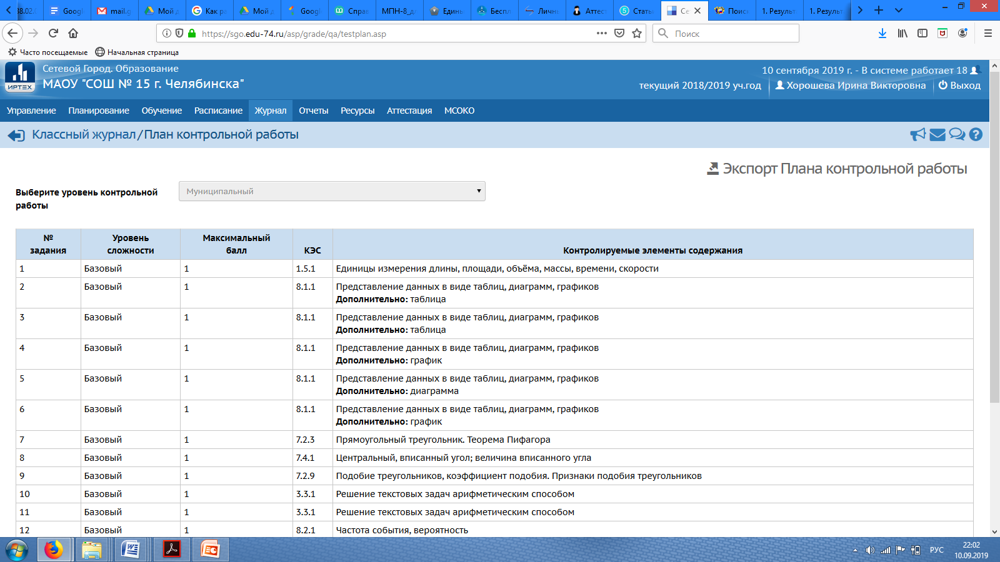 Googl
mail.g
Мой д
Как ра
Мой д
Googl
Спра
МПН-8_д
Едины
Беспл
Личн
Аттест
Стать
Се
Поиск
1. Результ
1. Результ
https://sgo.edu-74.ru/asp/grade/qa/testplan.asp
Поиск
Часто посещаемые
Начальная страница
ИРТЕХ
Сетевой Город. Образование
МАОУ "СОШ № 15 г. Челябинска"
10 сентября 2019 г. - В системе работает 18
текущий 2018/2019 уч.год
Хорошева Ирина Викторовна
Выход
Управление Планирование Обучение Расписание Журнал Отчеты Ресурсы Аттестация МСОКО
Классный журнал/План контрольной работы
Экспорт Плана контрольной работы
Выберите уровень контрольной
работы
Муниципальный
№
задания
Уровень
сложности
Максимальный
балл
КЭС
Контролируемые элементы содержания
1 Базовый 1 1.5.1 Единицы измерения длины, площади, объёма, массы, времени, скорости
2 Базовый 1 8.1.1 Представление данных в виде таблиц, диаграмм, графиков
Дополнительно: таблица
3 Базовый 1 8.1.1 Представление данных в виде таблиц, диаграмм, графиков
Дополнительно: таблица
4 Базовый 1 8.1.1 Представление данных в виде таблиц, диаграмм, графиков
Дополнительно: график
5 Базовый 1 8.1.1 Представление данных в виде таблиц, диаграмм, графиков
Дополнительно: диаграмма
6 Базовый 1 8.1.1 Представление данных в виде таблиц, диаграмм, графиков
Дополнительно: график
7 Базовый 1 7.2.3 Прямоугольный треугольник. Теорема Пифагора
8 Базовый 1 7.4.1 Центральный, вписанный угол; величина вписанного угла
9 Базовый 1 7.2.9 Подобие треугольников, коэффициент подобия. Признаки подобия треугольников
10 Базовый 1 3.3.1 Решение текстовых задач арифметическим способом
11 Базовый 1 3.3.1 Решение текстовых задач арифметическим способом
12 Базовый 1 8.2.1 Частота события, вероятность
РУС
22:02
10.09.2019